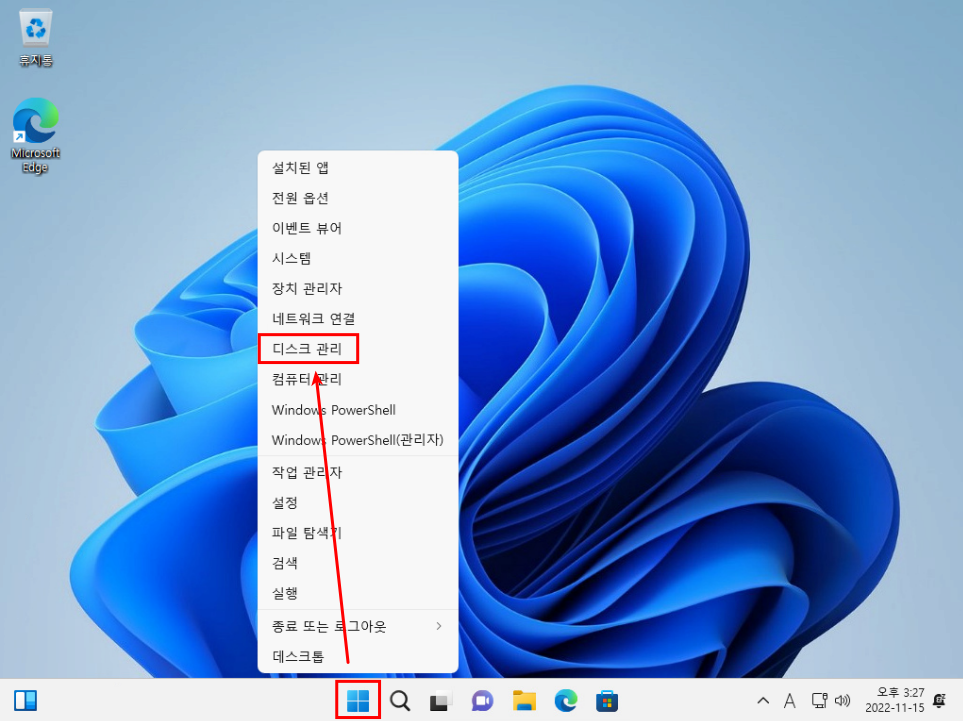 휴지통
Microsoft
Edge
설치된 앱
전원 옵션
이벤트 뷰어
시스템
장치 관리자
네트워크 연결
디스크 관리
컴퓨터 관리
Windows PowerShell
Windows PowerShell(관리자)
작업 관리자
설정
파일 탐색기
검색
실행
종료 또는 로그아웃
데스크톱
A
오후 3:27
2022-11-15